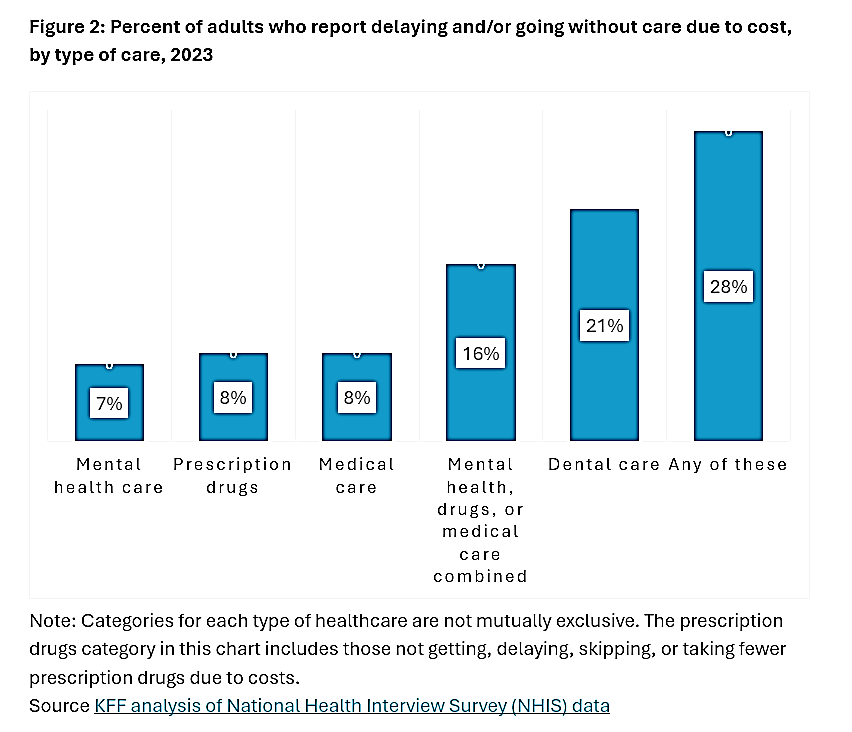 Figure 2: Percent of adults who report delaying and/or going without care due to cost,
by type of care, 2023
7%
8%
8%
16%
21%
28%
Mental
health care
Prescription
drugs
Medical
care
Mental
health,
drugs, or
medical
care
combined
Dental care
Any of these
Note: Categories for each type of healthcare are not mutually exclusive. The prescription
drugs category in this chart includes those not getting, delaying, skipping, or taking fewer
prescription drugs due to costs.
Source KFF analysis of National Health Interview Survey (NHIS) data